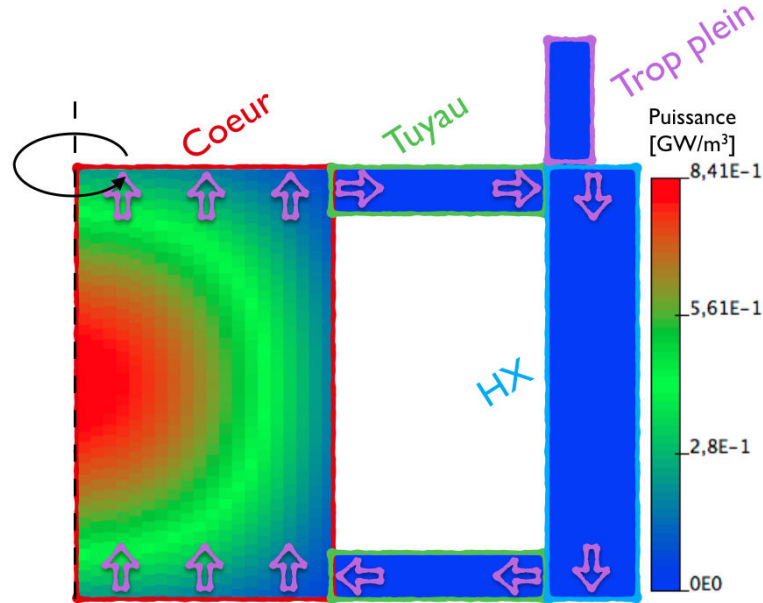 Trop plein
Coeur
Tuyau
Puissance
[GW/m³]
8,41E-1
5,61E-1
HX
2,8E-1
0E0